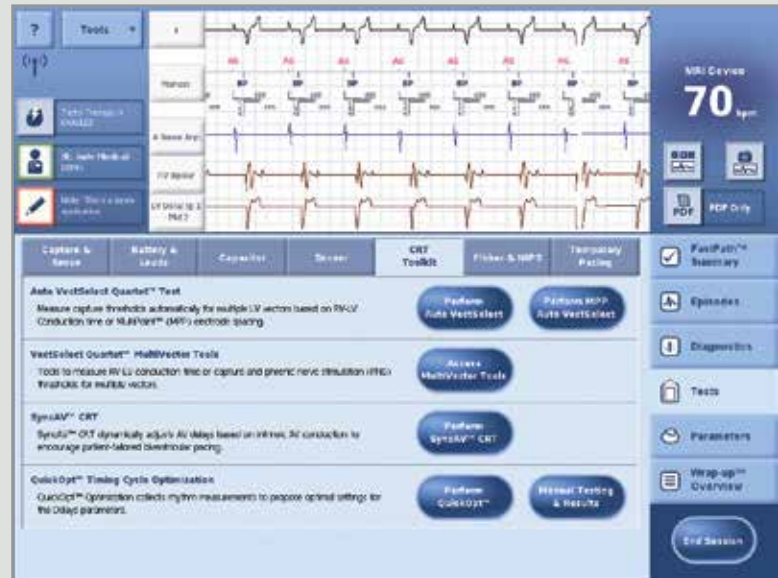 ?
Tools
MRI Device
70 bpm
PDF
PDF Only
Capture &
Sense
Battery &
Leads
Capacitor
Sensor
CRT
Toolkit
Fibber & NIPS
Temporary
Pacing
Auto VectSelect Quartet™ Test
Measure capture thresholds automatically for multiple LV vectors based on RV-LV
Conduction time or MultiPoint™ (MPP) electrode spacing.
Perform
Auto VectSelect
Perform MPP
Auto VectSelect
VectSelect Quartet™ MultiVector Tools
Tools to measure RV-LV conduction time or capture and phrenic nerve stimulation (PNS)
thresholds for multiple vectors.
Access
MultiVector Tools
SyncAV™ CRT
SyncAV™ CRT dynamically adjusts AV delays based on intrinsic AV conduction to
encourage patient-tailored biventricular pacing.
Perform
SyncAV™ CRT
QuickOpt™ Timing Cycle Optimization
QuickOpt™ Optimization collects rhythm measurements to propose optimal settings for
the Delays parameters.
Perform
QuickOpt™
Manual Testing
& Results
FastPath™
Summary
Episodes
Diagnostics
Tests
Parameters
Wrap-up™
Overview
End Session